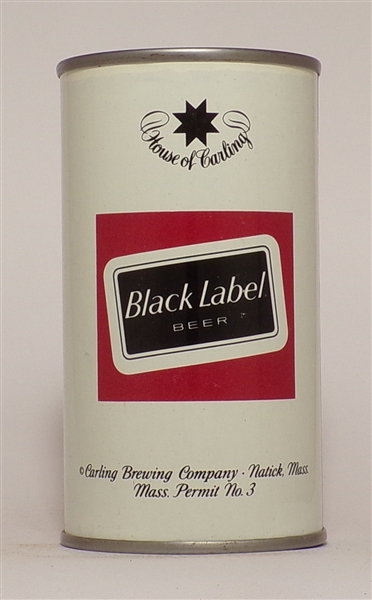 House of Carling
Black Label
BEER
© Carling Brewing Company · Natick, Mass.
Mass. Permit No. 3